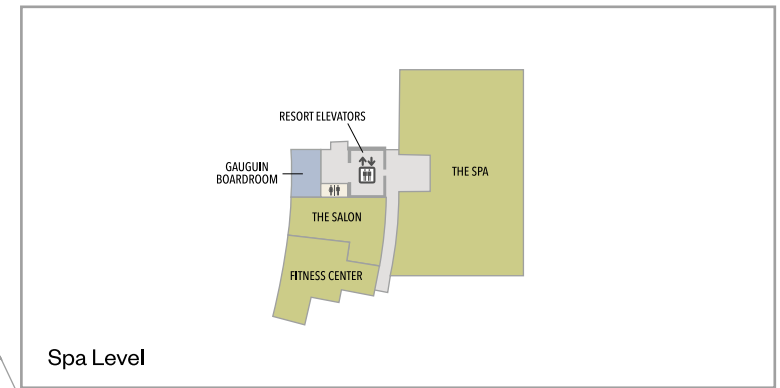 RESORT ELEVATORS
GAUGUIN
BOARDROOM
THE SPA
THE SALON
FITNESS CENTER
Spa Level